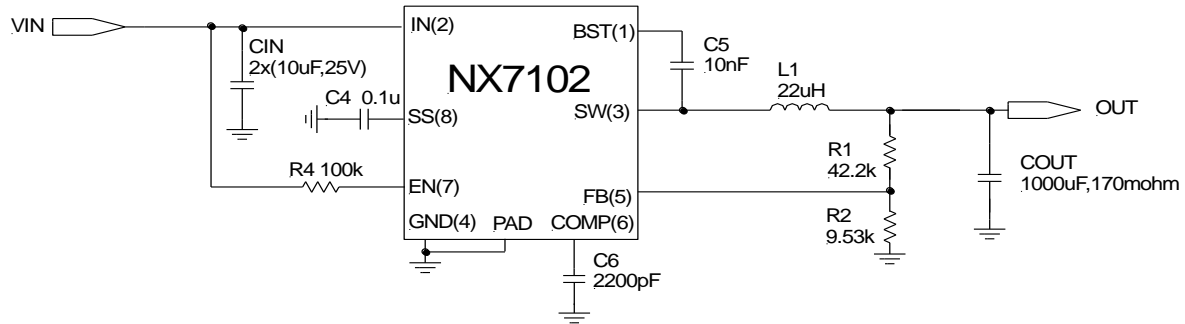 VIN
CIN
2x(10uF,25V)
IN(2)
BST(1)
C5
10nF
NX7102
L1
22uH
C4 0.1u
SS(8)
SW(3)
OUT
R1
42.2k
COUT
1000uF,170mohm
R4 100k
EN(7)
FB(5)
R2
9.53k
GND(4)
PAD
COMP(6)
C6
2200pF